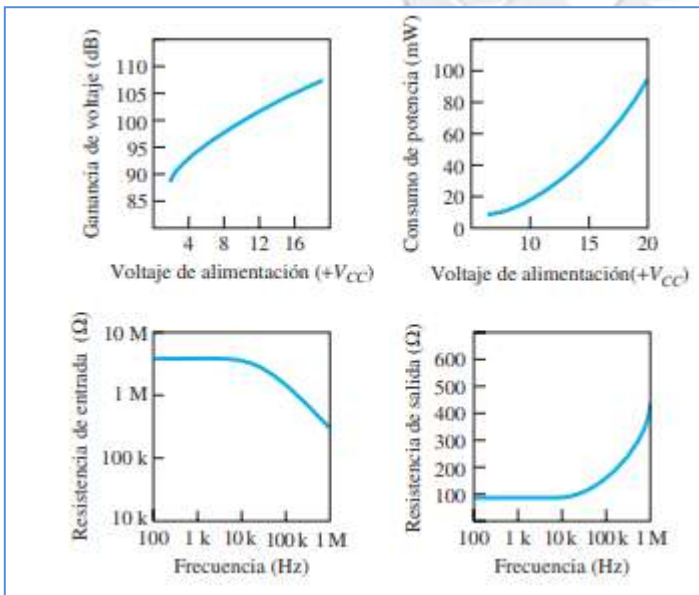 Ganancia de voltaje (dB)
110
105
100
95
90
85
4 8 12 16
Voltaje de alimentación (+VCC)
Consumo de potencia (mW)
100
80
60
40
20
0
10 15 20
Voltaje de alimentación(+VCC)
Resistencia de entrada (Ω)
10 M
1 M
100 k
10 k
100 1 k 10 k 100 k 1 M
Frecuencia (Hz)
Resistencia de salida (Ω)
600
500
400
300
200
100
100 1 k 10 k 100 k 1 M
Frecuencia (Hz)